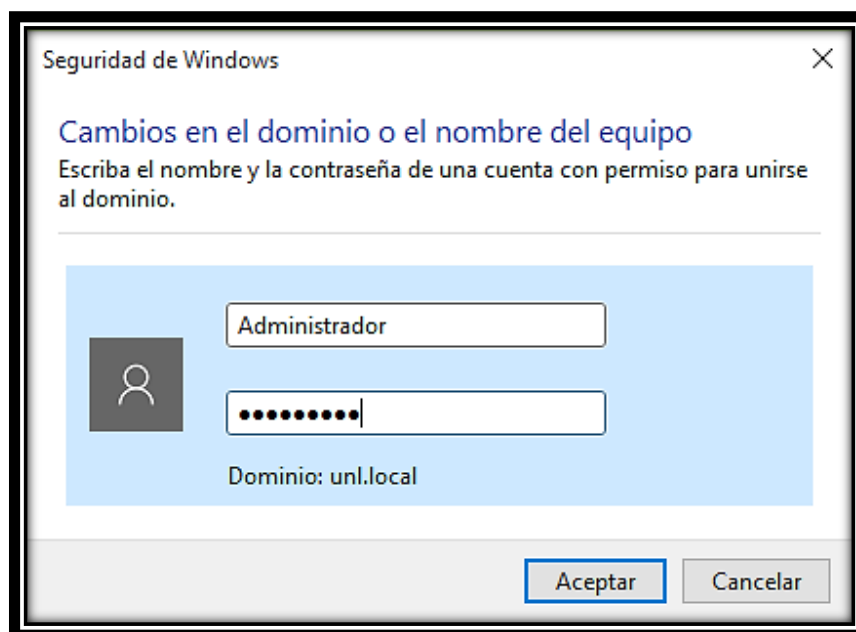 Seguridad de Windows
Cambios en el dominio o el nombre del equipo
Escriba el nombre y la contraseña de una cuenta con permiso para unirse
al dominio.
Administrador
●●●●●●●●●
Dominio: unl.local
Aceptar
Cancelar